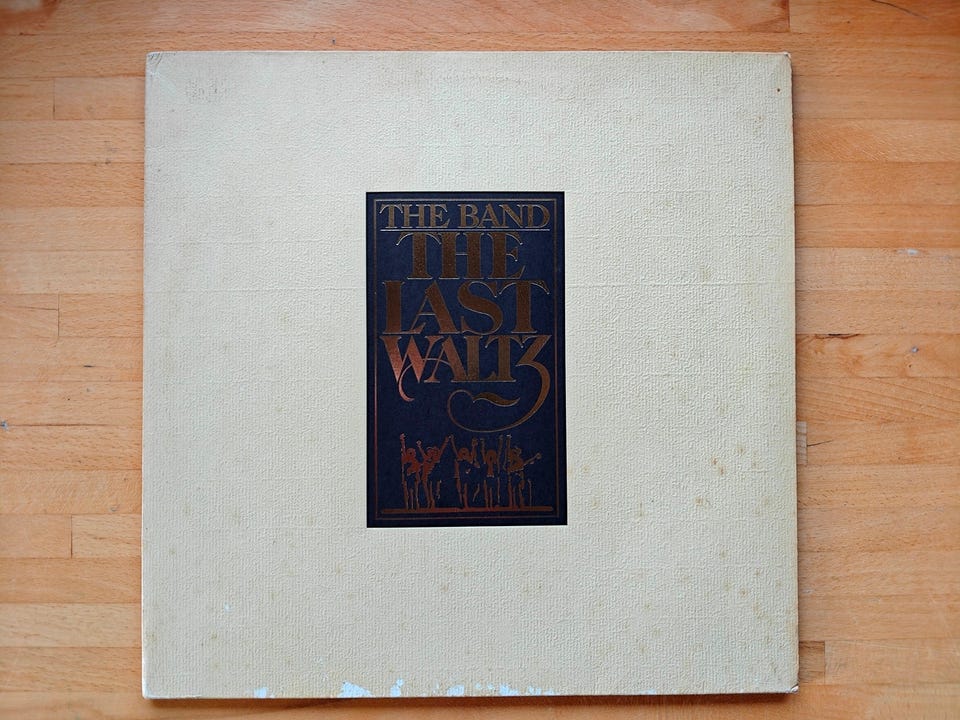 THE BAND
THE
LAST
WALTZ